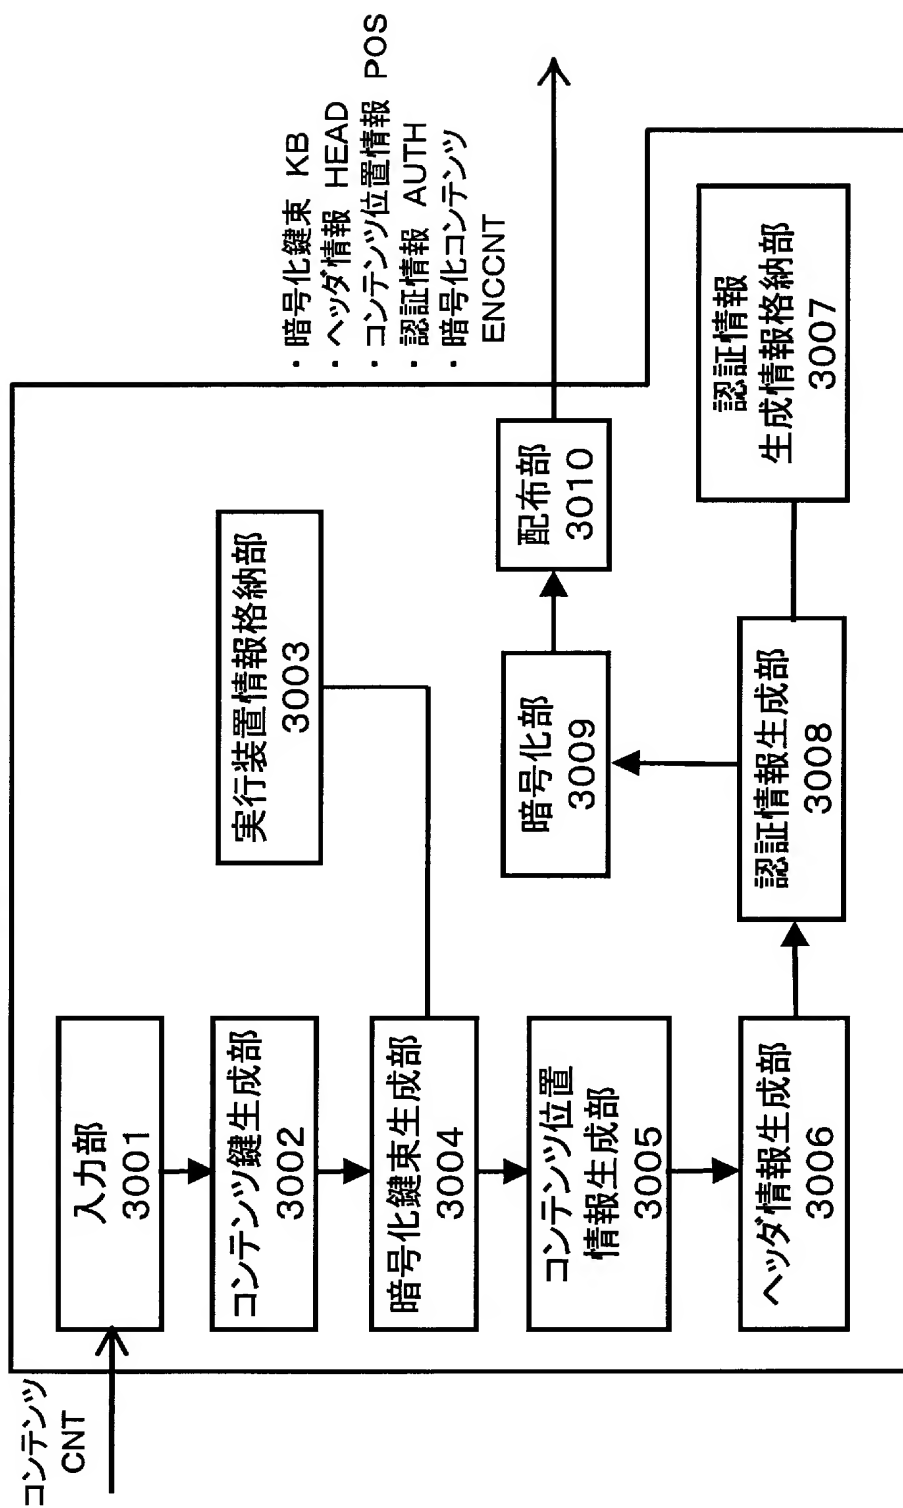 コンテンツ
CNT
入力部
3001
コンテンツ鍵生成部
3002
暗号化鍵束生成部
3004
コンテンツ位置
情報生成部
3005
ヘッダ情報生成部
3006
実行装置情報格納部
3003
暗号化部
3009
認証情報生成部
3008
配布部
3010
認証情報
生成情報格納部
3007
・暗号化鍵束 KB
・ヘッダ情報 HEAD
・コンテンツ位置情報 POS
・認証情報 AUTH
・暗号化コンテンツ
ENCCNT